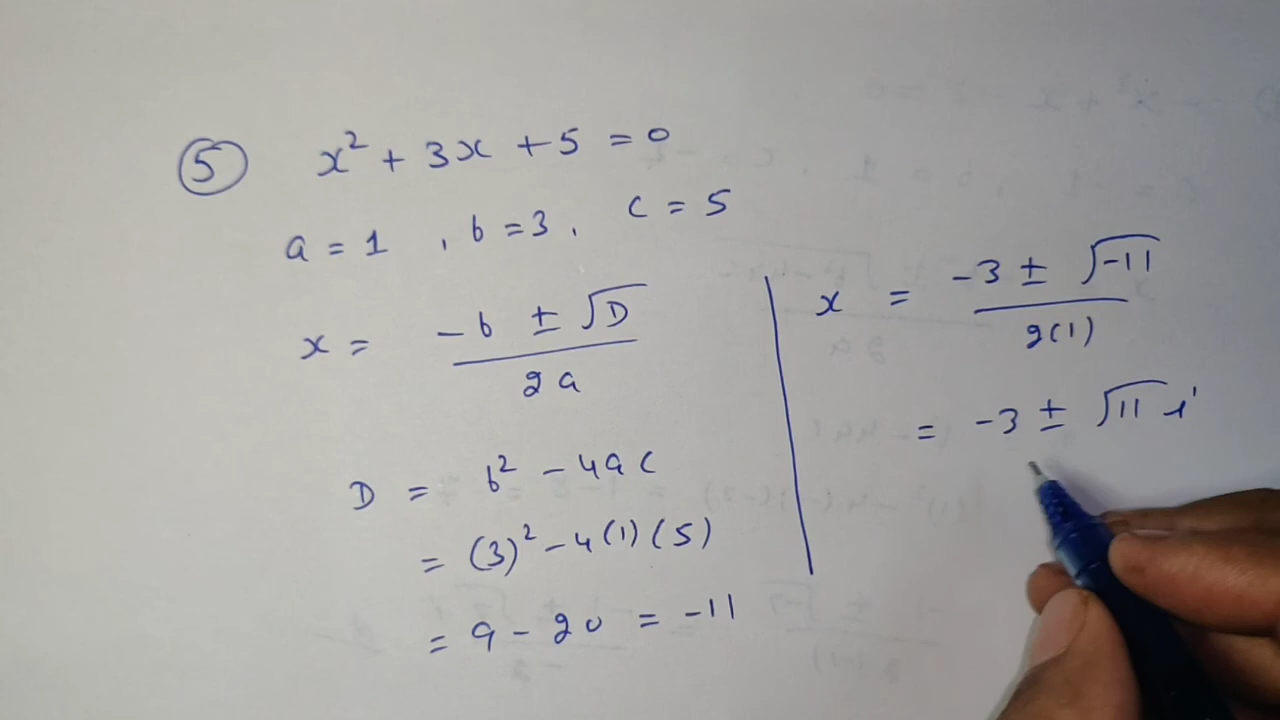 ⑤ x² + 3x + 5 = 0
a = 1 , b = 3 , c = 5
x = -b ± √D / 2a
D = b² - 4ac
= (3)² - 4(1)(5)
= 9 - 20 = -11
x = -3 ± √-11 / 2(1)
= -3 ± √11 i